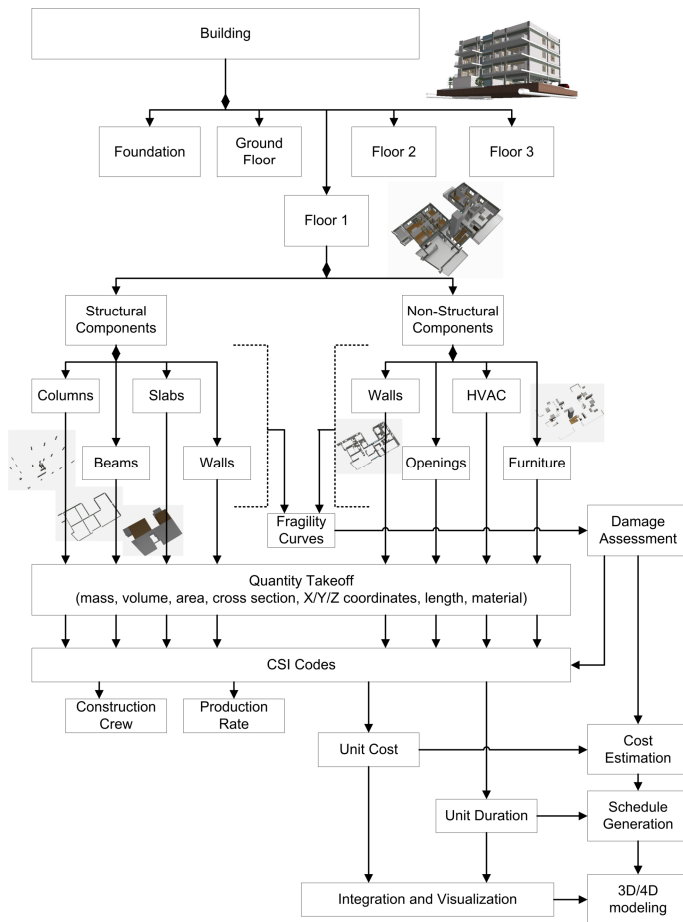 Building
Foundation
Ground
Floor
Floor 2
Floor 3
Floor 1
Structural
Components
Non-Structural
Components
Columns
Slabs
Walls
HVAC
Beams
Walls
Openings
Furniture
Fragility
Curves
Damage
Assessment
Quantity Takeoff
(mass, volume, area, cross section, X/Y/Z coordinates, length, material)
CSI Codes
Construction
Crew
Production
Rate
Unit Cost
Cost
Estimation
Unit Duration
Schedule
Generation
Integration and Visualization
3D/4D
modeling